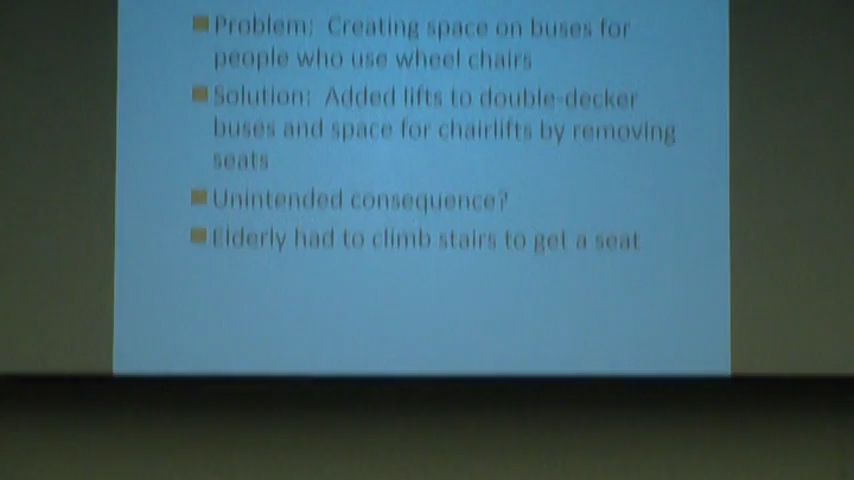 Problem: Creating space on buses for
people who use wheel chairs
Solution: Added lifts to double-decker
buses and space for chairlifts by removing
seats
Unintended consequence?
Elderly had to climb stairs to get a seat